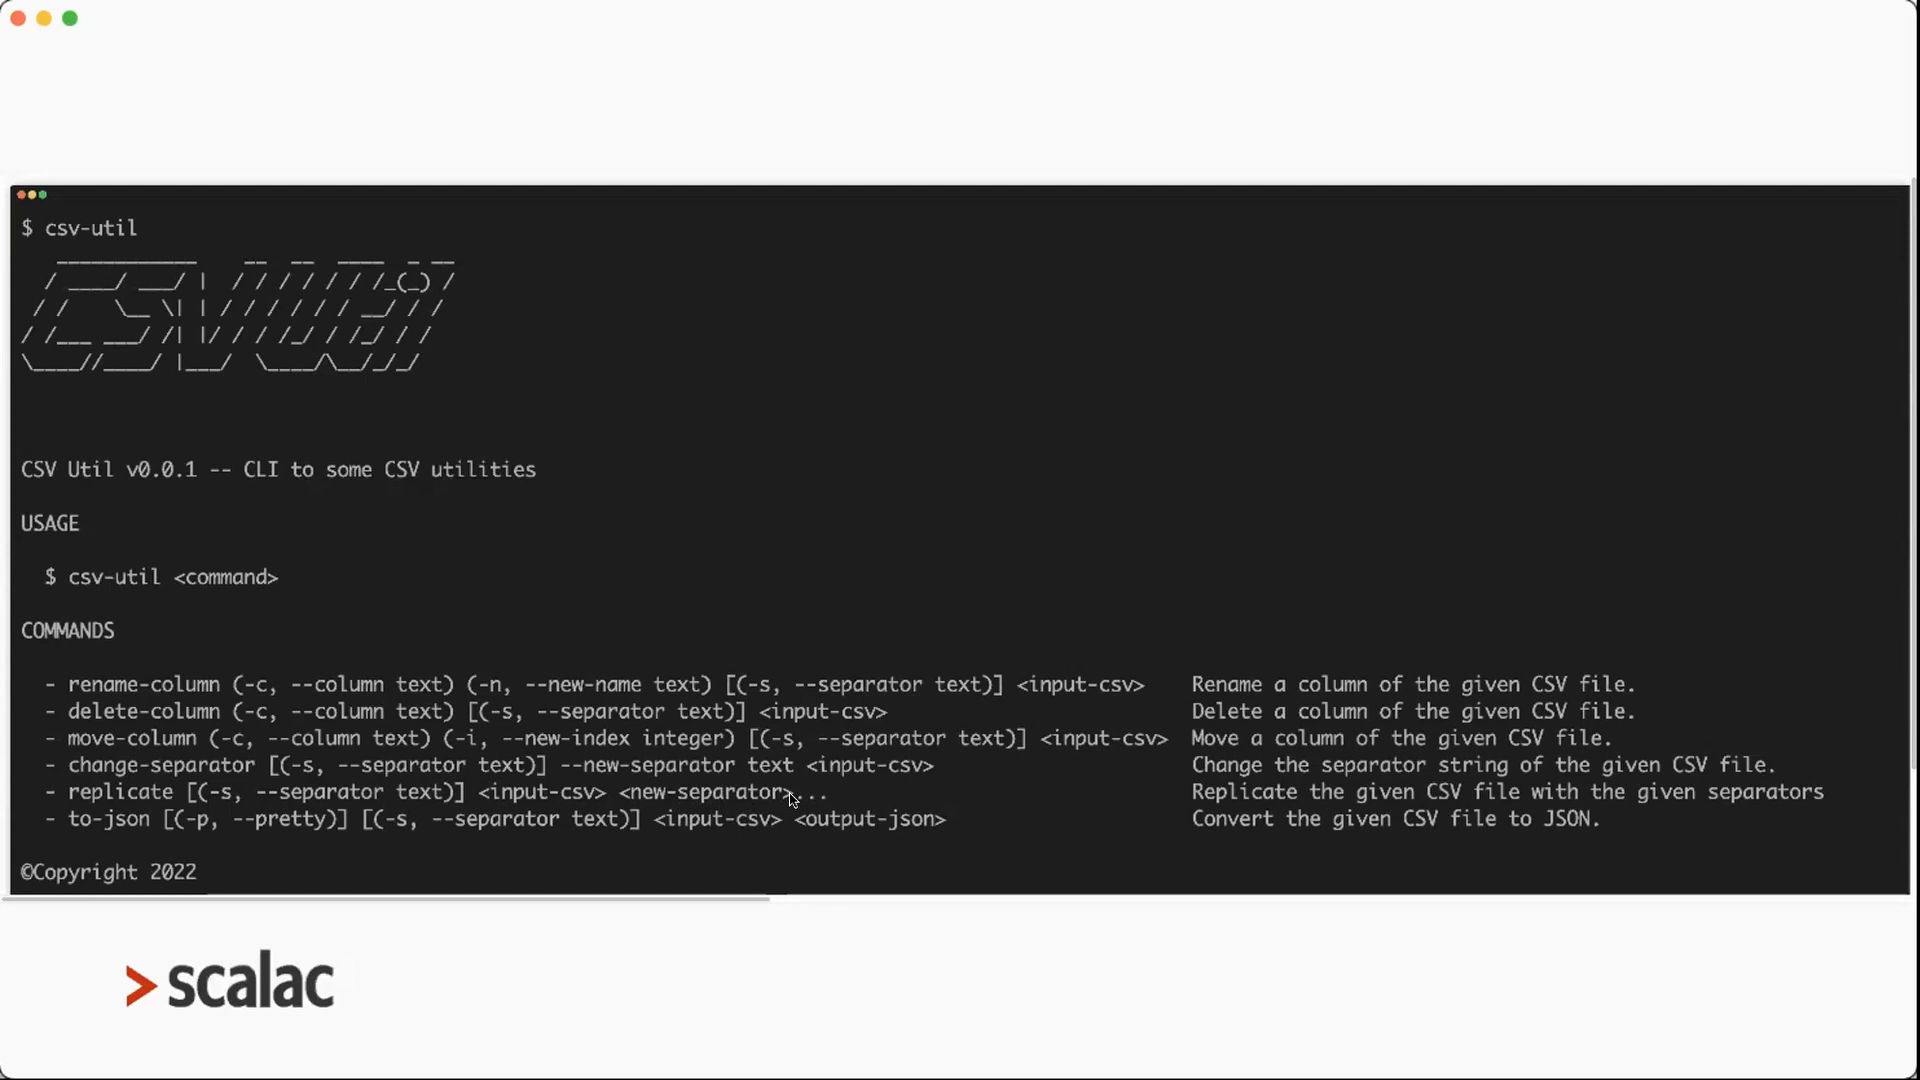 $ csv-util
CSV Util
CSV Util v0.0.1 -- CLI to some CSV utilities
USAGE
$ csv-util <command>
COMMANDS
- rename-column (-c, --column text) (-n, --new-name text) [(-s, --separator text)] <input-csv> Rename a column of the given CSV file.
- delete-column (-c, --column text) [(-s, --separator text)] <input-csv> Delete a column of the given CSV file.
- move-column (-c, --column text) (-i, --new-index integer) [(-s, --separator text)] <input-csv> Move a column of the given CSV file.
- change-separator [(-s, --separator text)] --new-separator text <input-csv> Change the separator string of the given CSV file.
- replicate [(-s, --separator text)] <input-csv> <new-separator>... Replicate the given CSV file with the given separators
- to-json [(-p, --pretty)] [(-s, --separator text)] <input-csv> <output-json> Convert the given CSV file to JSON.
©Copyright 2022
> scalac